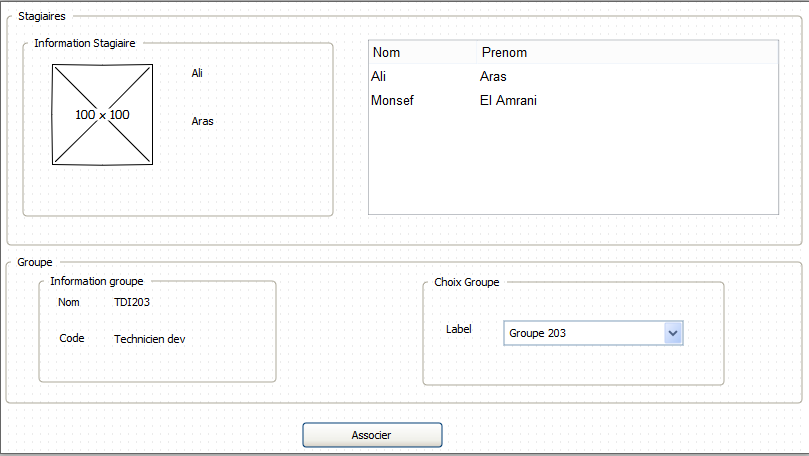 Stagiaires
Information Stagiaire
100 x 100
Ali
Aras
Nom Prenom
Ali Aras
Monsef El Amrani
Groupe
Information groupe
Nom TDI203
Code Technicien dev
Choix Groupe
Label Groupe 203
Associer